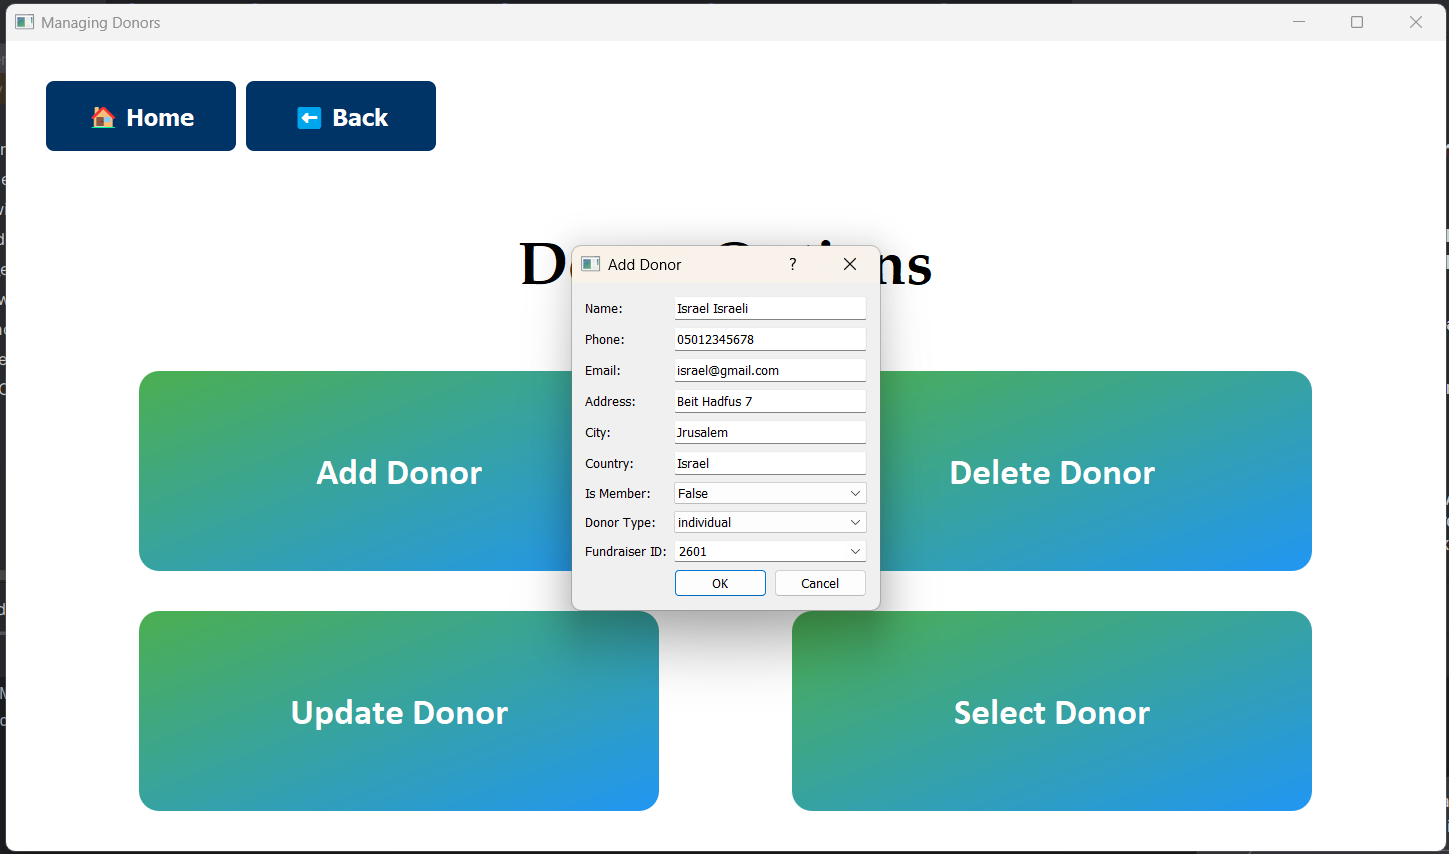 Managing Donors
🏠 Home
⬅ Back
Add Donor ?
Name: Israel Israeli
Phone: 05012345678
Email: israel@gmail.com
Address: Beit Hadfus 7
City: Jrusalem
Country: Israel
Is Member: False
Donor Type: individual
Fundraiser ID: 2601
OK Cancel
Add Donor
Delete Donor
Update Donor
Select Donor